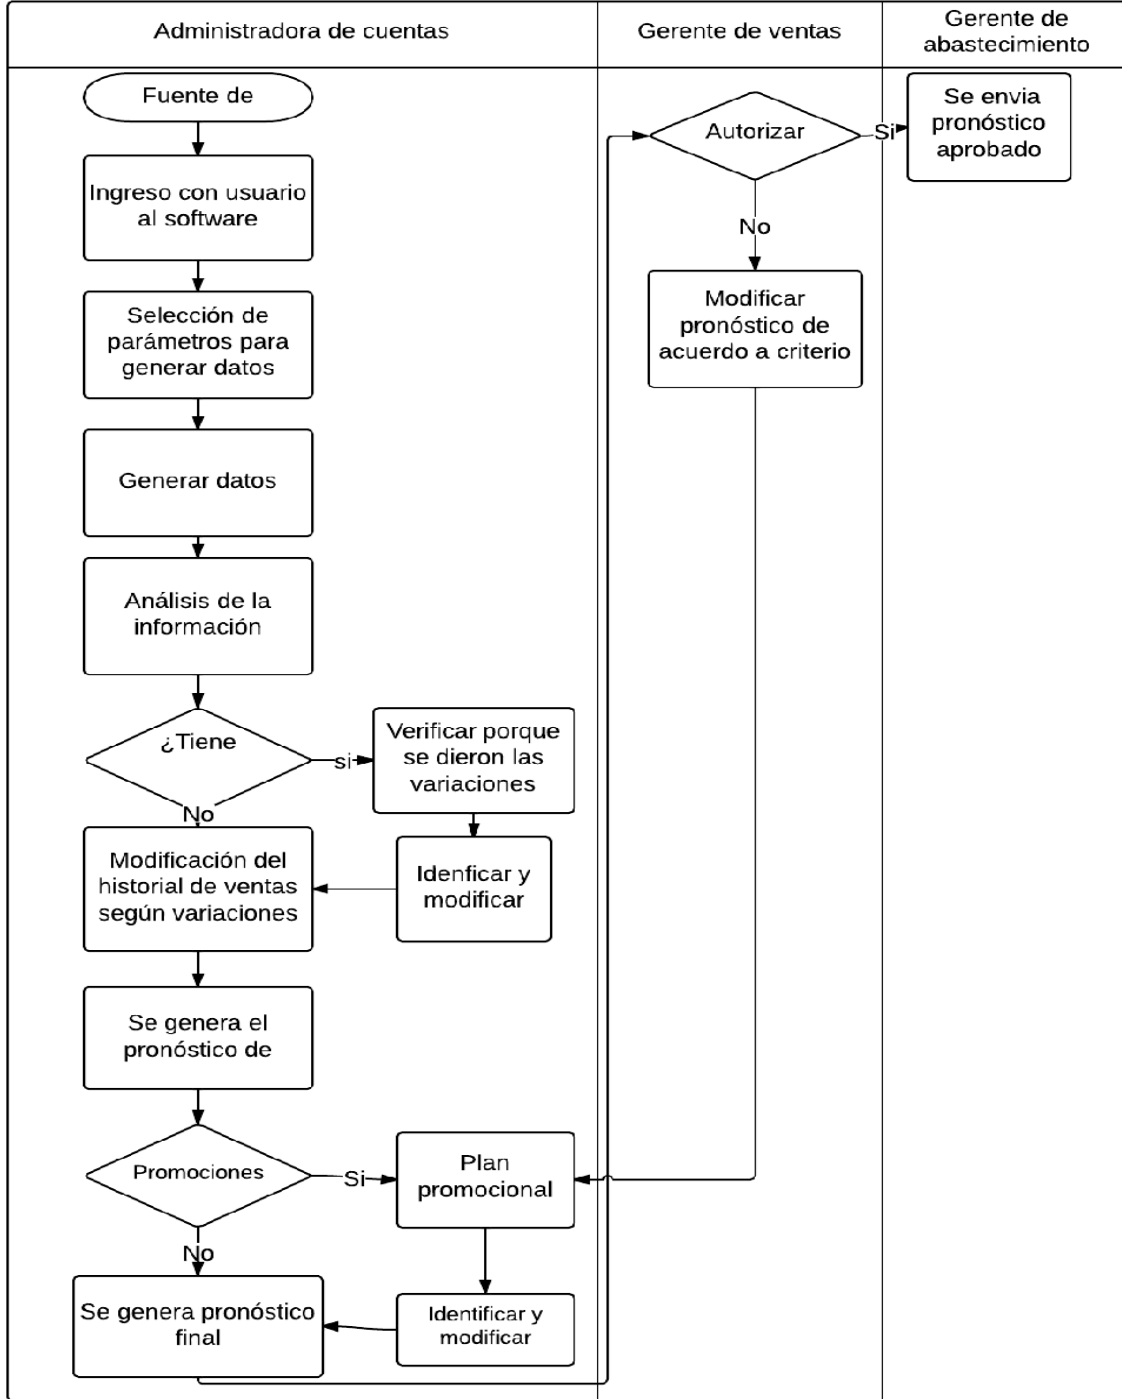 Administradora de cuentas
Gerente de ventas
Gerente de
abastecimiento
Fuente de
Ingreso con usuario
al software
Selección de
parámetros para
generar datos
Generar datos
Análisis de la
información
¿Tiene
si
No
Verificar porque
se dieron las
variaciones
Idenficar y
modificar
Modificación del
historial de ventas
según variaciones
Se genera el
pronóstico de
Promociones
Si
No
Plan
promocional
Identificar y
modificar
Se genera pronóstico
final
Autorizar
Si
No
Modificar
pronóstico de
acuerdo a criterio
Se envia
pronóstico
aprobado